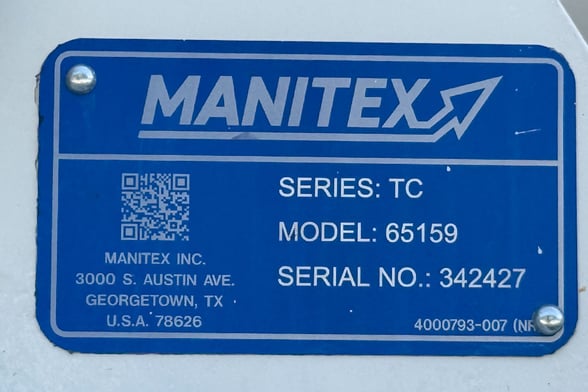 MANITEX
SERIES: TC
MODEL: 65159
SERIAL NO.: 342427
MANITEX INC.
3000 S. AUSTIN AVE.
GEORGETOWN, TX
U.S.A. 78626
4000793-007